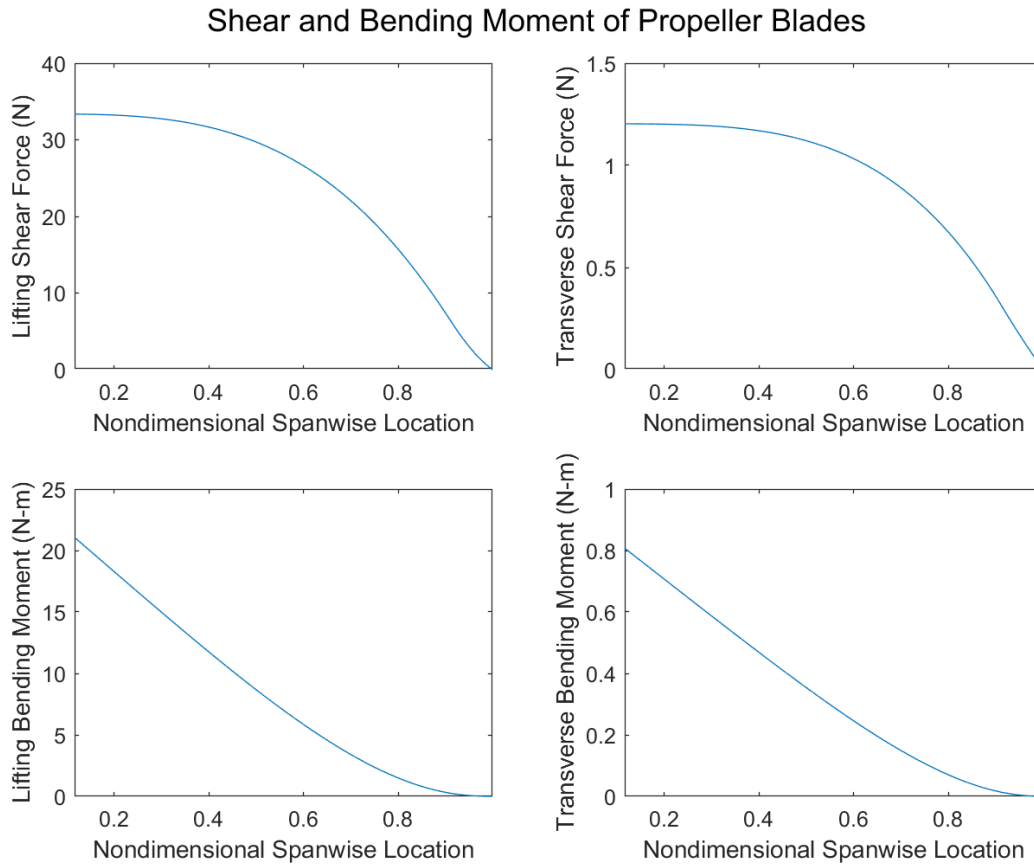 Shear and Bending Moment of Propeller Blades
Lifting Shear Force (N)
40
30
20
10
0
0.2 0.4 0.6 0.8
Nondimensional Spanwise Location
Transverse Shear Force (N)
1.5
1
0.5
0
0.2 0.4 0.6 0.8
Nondimensional Spanwise Location
Lifting Bending Moment (N-m)
25
20
15
10
5
0
0.2 0.4 0.6 0.8
Nondimensional Spanwise Location
Transverse Bending Moment (N-m)
1
0.8
0.6
0.4
0.2
0
0.2 0.4 0.6 0.8
Nondimensional Spanwise Location